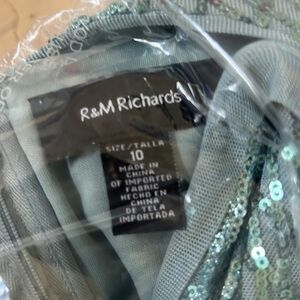 R&M Richards
SIZE/TALLA
10
MADE IN
CHINA
OF IMPORTED
FABRIC
HECHO EN
CHINA
DE TELA
IMPORTADA